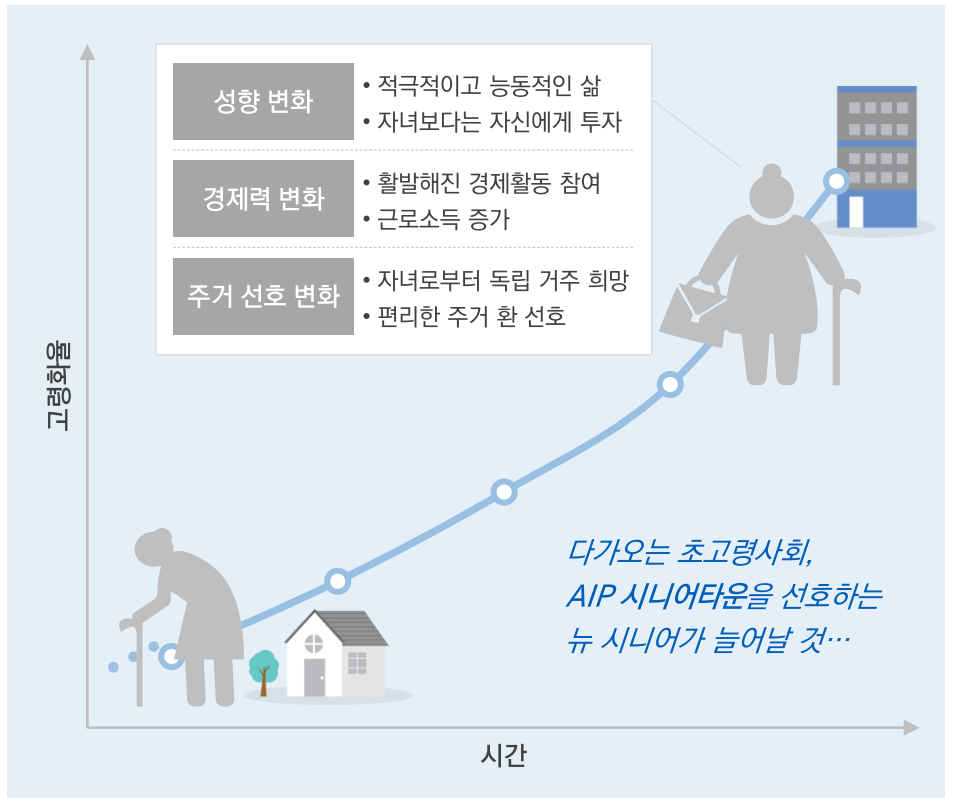 성향 변화
• 적극적이고 능동적인 삶
• 자녀보다는 자신에게 투자
경제력 변화
• 활발해진 경제활동 참여
• 근로소득 증가
주거 선호 변화
• 자녀로부터 독립 거주 희망
• 편리한 주거 환 선호
고령화율
다가오는 초고령사회,
AIP 시니어타운을 선호하는
뉴 시니어가 늘어날 것…
시간